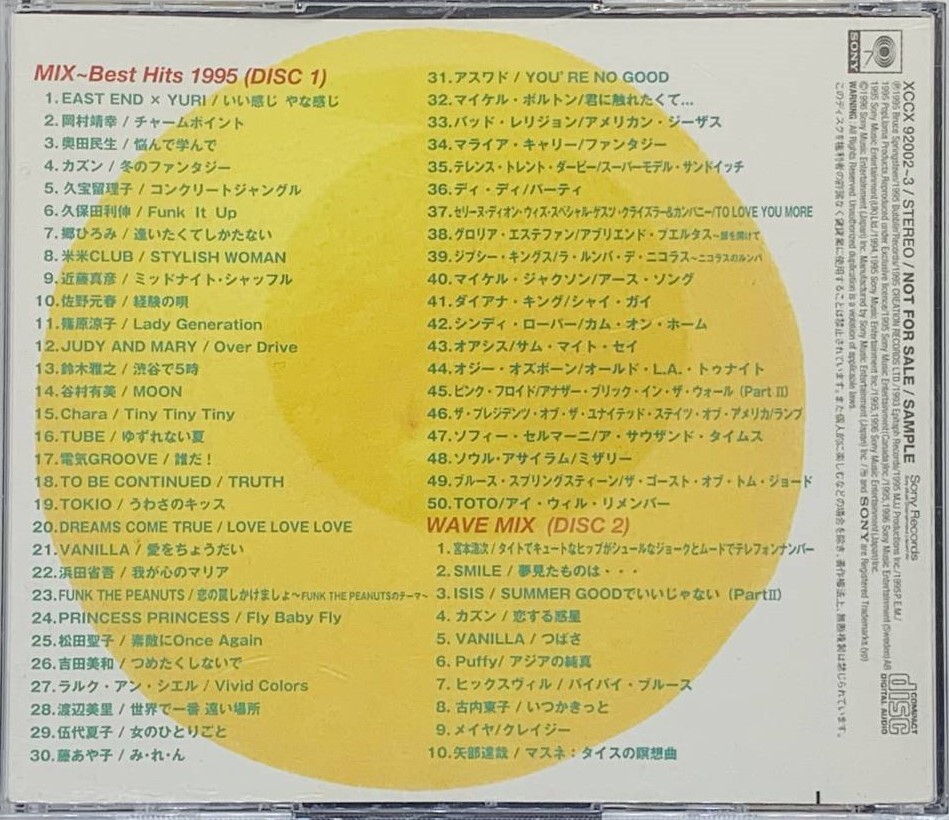 MIX~Best Hits 1995 (DISC 1)
1. EAST END × YURI / いい感じ やな感じ
2. 岡村靖幸 / チャームポイント
3. 奥田民生 / 悩んで学んで
4. カズン / 冬のファンタジー
5. 久宝留理子 / コンクリートジャングル
6. 久保田利伸 / Funk It Up
7. 郷ひろみ / 逢いたくてしかたない
8. 米米CLUB / STYLISH WOMAN
9. 近藤真彦 / ミッドナイト・シャッフル
10. 佐野元春 / 経験の唄
11. 篠原涼子 / Lady Generation
12. JUDY AND MARY / Over Drive
13. 鈴木雅之 / 渋谷で5時
14. 谷村有美 / MOON
15. Chara / Tiny Tiny Tiny
16. TUBE / ゆずれない夏
17. 電気GROOVE / 誰だ!
18. TO BE CONTINUED / TRUTH
19. TOKIO / うわさのキッス
20. DREAMS COME TRUE / LOVE LOVE LOVE
21. VANILLA / 愛をちょうだい
22. 浜田省吾 / 我が心のマリア
23. FUNK THE PEANUTS / 恋の罠しかけましょ〜FUNK THE PEANUTSのテーマ〜
24. PRINCESS PRINCESS / Fly Baby Fly
25. 松田聖子 / 素敵にOnce Again
26. 吉田美和 / つめたくしないで
27. ラルク・アン・シエル / Vivid Colors
28. 渡辺美里 / 世界で一番 遠い場所
29. 伍代夏子 / 女のひとりごと
30. 藤あや子 / み・れ・ん
31. アスワド / YOU' RE NO GOOD
32. マイケル・ボルトン/君に触れたくて...
33. バッド・レリジョン/アメリカン・ジーザス
34. マライア・キャリー/ファンタジー
35. テレンス・トレント・ダービー/スーパーモデル・サンドイッチ
36. ディ・ディ/パーティ
37. セリーヌ・ディオン・ウィズ・スペシャル・ゲスツ・クライズラー&カンパニー/TO LOVE YOU MORE
38. グロリア・エステファン/アブリエンド・プエルタス〜扉を開けて
39. ジプシー・キングス/ラ・ルンバ・デ・ニコラス〜ニコラスのルンバ
40. マイケル・ジャクソン/アース・ソング
41. ダイアナ・キング/シャイ・ガイ
42. シンディ・ローパー/カム・オン・ホーム
43. オアシス/サム・マイト・セイ
44. オジー・オズボーン/オールド・L.A.・トゥナイト
45. ピンク・フロイド/アナザー・ブリック・イン・ザ・ウォール (Part II)
46. ザ・プレジデンツ・オブ・ザ・ユナイテッド・ステイツ・オブ・アメリカ/ランプ
47. ソフィー・セルマーニ/ア・サウザンド・タイムス
48. ソウル・アサイラム/ミザリー
49. ブルース・スプリングスティーン/ザ・ゴースト・オブ・トム・ジョード
50. TOTO/アイ・ウィル・リメンバー
WAVE MIX (DISC 2)
1. 宮本浩次/タイトでキュートなヒップがシュールなジョークとムードでテレフォンナンバー
2. SMILE / 夢見たものは・・・
3. ISIS / SUMMER GOODでいいじゃない (PartII)
4. カズン / 恋する惑星
5. VANILLA / つばさ
6. Puffy/ アジアの純真
7. ヒックスヴィル / バイバイ・ブルース
8. 古内東子 / いつかきっと
9. メイヤ/クレイジー
10. 矢部達哉 / マスネ:タイスの瞑想曲
SONY
XCCX 92002~3 / STEREO / NOT FOR SALE / SAMPLE
Sony Records
WARNING: All Rights Reserved. Unauthorized duplication is a violation of applicable laws.
COMPACT
disc
DIGITAL AUDIO